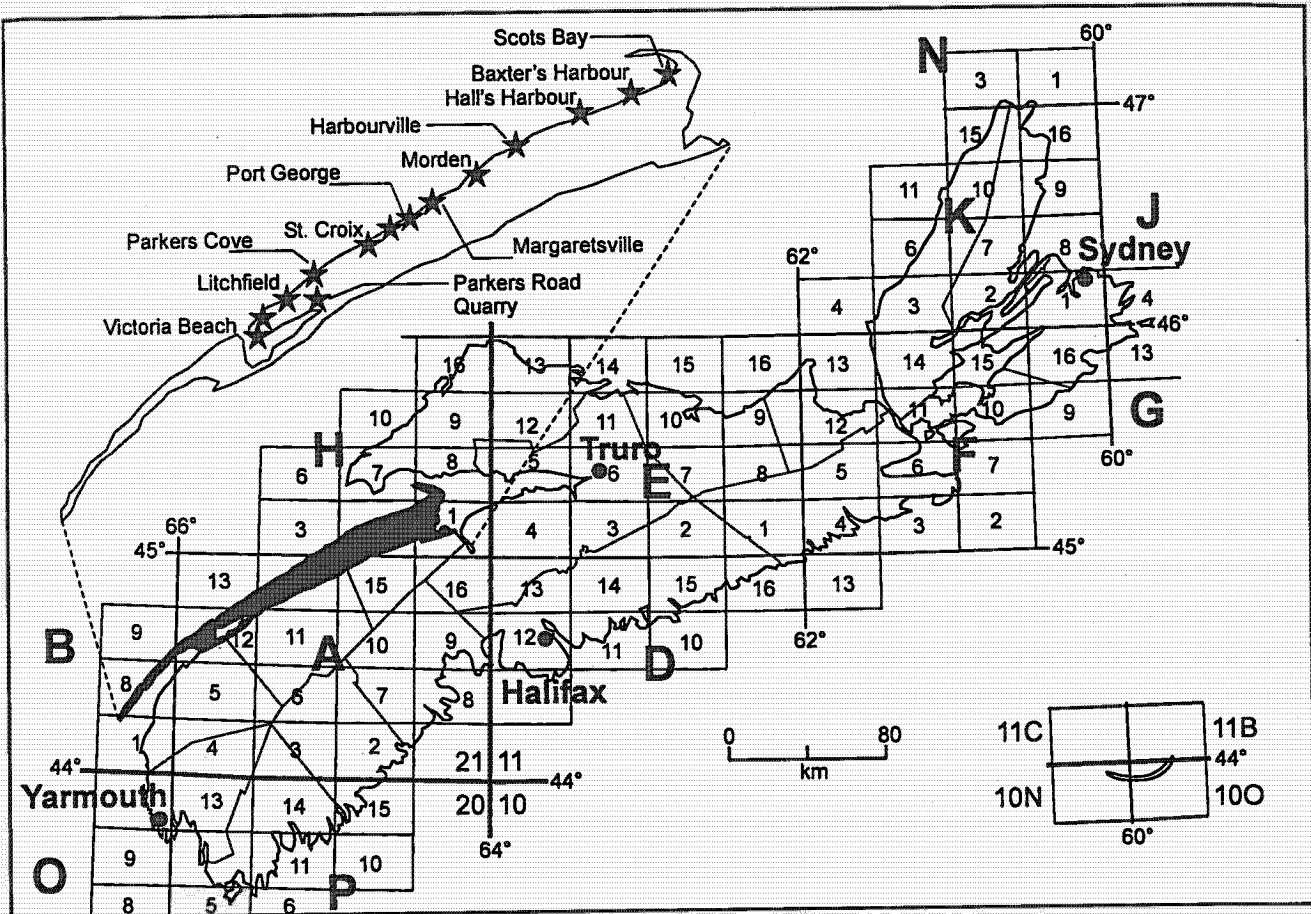 Scots Bay
Baxter's Harbour
Hall's Harbour
Harbourville
Morden
Port George
St. Croix
Parkers Cove
Litchfield
Victoria Beach
Margaretsville
Parkers Road
Quarry
N
60°
3 1
47°
15 16
11 10 9
K
J
6 7 8
Sydney
62°
4 3 2 1 4
46°
16 13 14 15 16 13 14 15 16 13
10 9 12 11 10 9 12 11 10 9
G
H
Truro
E
F
60°
6 7 8 5 6 7 8 5 6 7
66°
3 1 4 3 2 1 4 3 2
45°
45°
13 15 16 13 14 15 16 13
B
9 12 11 10 9 12 11 10
A
D
62°
8 5 6 7 8
Halifax
1 4 3 2
21 11
44°
44°
20 10
Yarmouth
13 14 15
64°
9 11 10
O
P
8 5 6
0 80
km
11C 11B
44°
10N 10O
60°